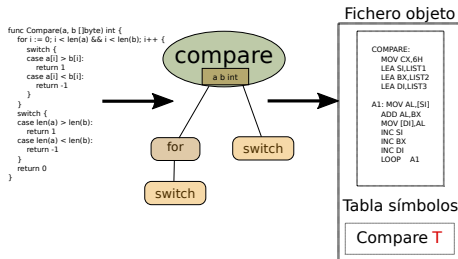 func Compare(a, b []byte) int {
for i := 0; i < len(a) && i < len(b); i++ {
switch {
case a[i] > b[i]:
return 1
case a[i] < b[i]:
return -1
}
}
switch {
case len(a) > len(b):
return 1
case len(a) < len(b):
return -1
}
return 0
}
compare
a b int
for
switch
switch
Fichero objeto
COMPARE:
MOV CX,6H
LEA SI,LIST1
LEA BX,LIST2
LEA DI,LIST3
A1: MOV AL,[SI]
ADD AL,BX
MOV [DI],AL
INC SI
INC BX
INC DI
LOOP A1
Tabla símbolos
Compare T